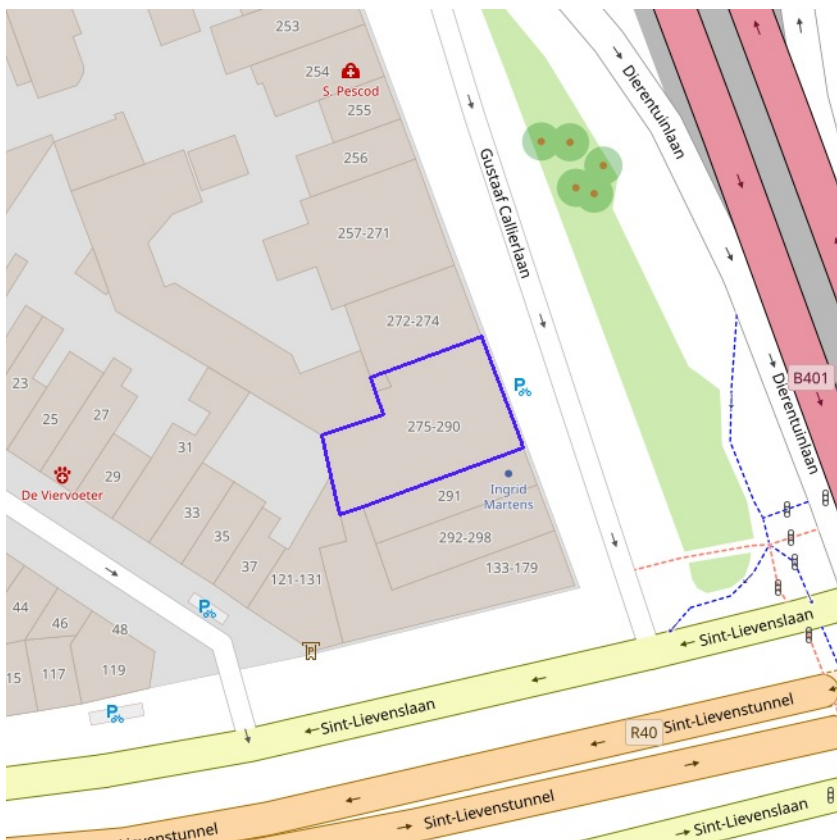 253
254
S. Pescod
255
256
Gustaaf Callierlaan
Dierentuinlaan
257-271
272-274
B401
Dierentuinlaan
23
25
27
275-290
31
De Viervoeter
29
291
Ingrid
Martens
33
35
292-298
37
121-131
133-179
44
46
48
15
117
119
P
P
P
P
Sint-Lievenslaan
Sint-Lievenslaan
Sint-Lievenstunnel
R40
Sint-Lievenstunnel
Sint-Lievenslaan